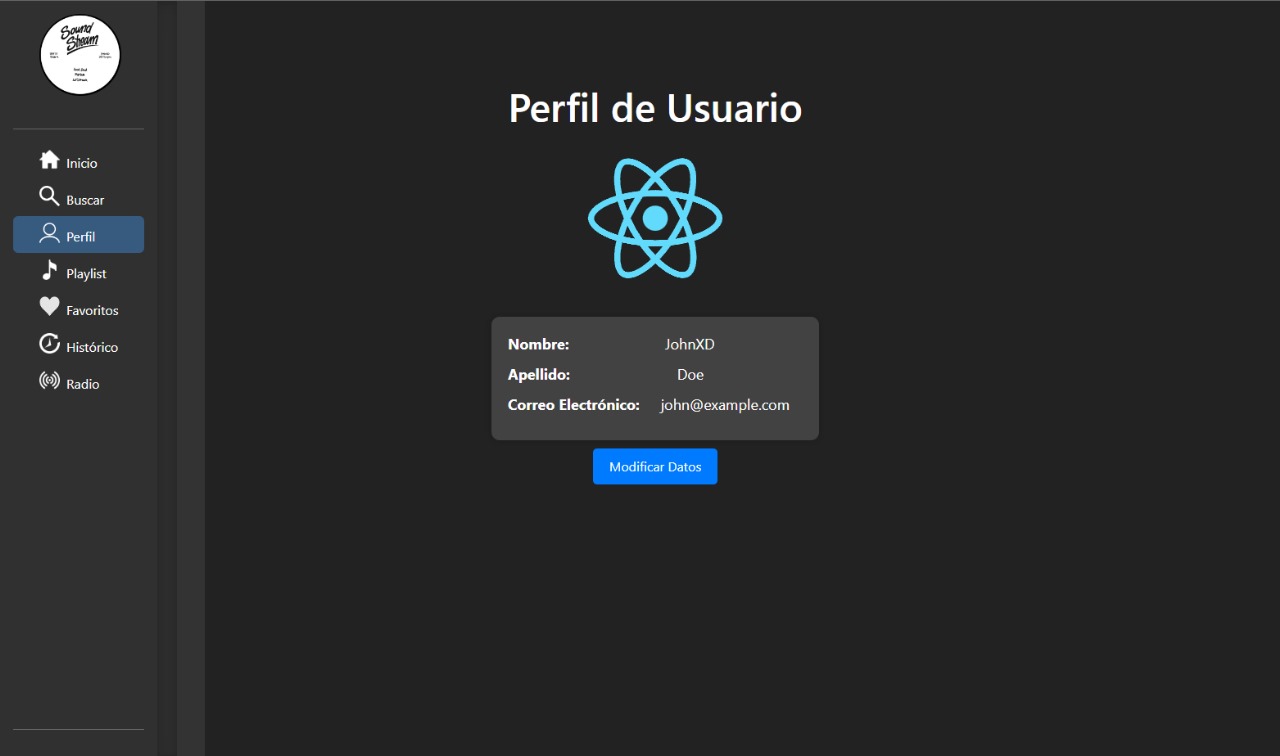 Sound
Stream
Inicio
Buscar
Perfil
Playlist
Favoritos
Histórico
Radio
Perfil de Usuario
Nombre: JohnXD
Apellido: Doe
Correo Electrónico: john@example.com
Modificar Datos